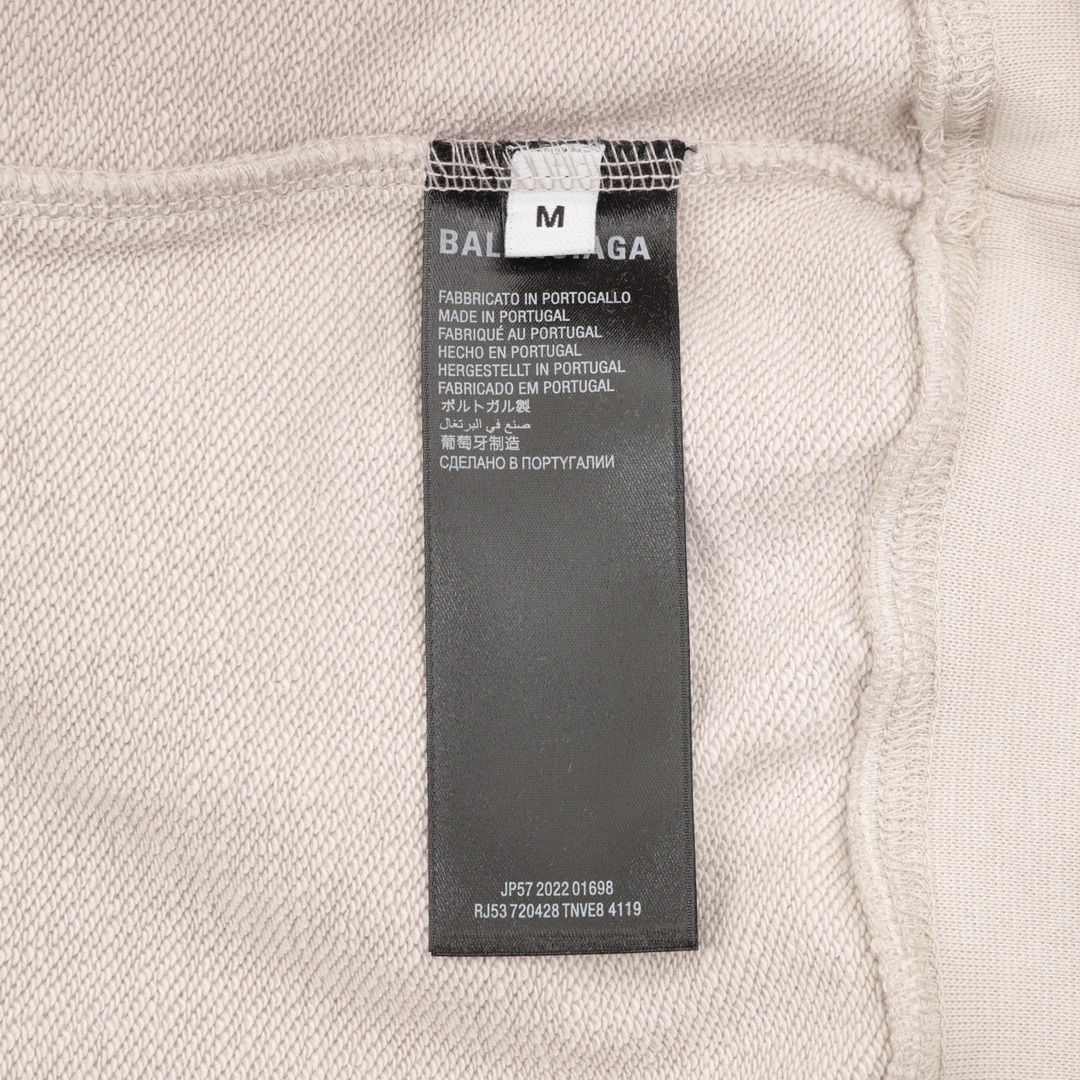 M
BAL AGA
FABBRICATO IN PORTOGALLO
MADE IN PORTUGAL
FABRIQUÉ AU PORTUGAL
HECHO EN PORTUGAL
HERGESTELLT IN PORTUGAL
FABRICADO EM PORTUGAL
ポルトガル製
صنع في البرتغال
葡萄牙制造
СДЕЛАНО В ПОРТУГАЛИИ
JP57 2022 01698
RJ53 720428 TNVE8 4119